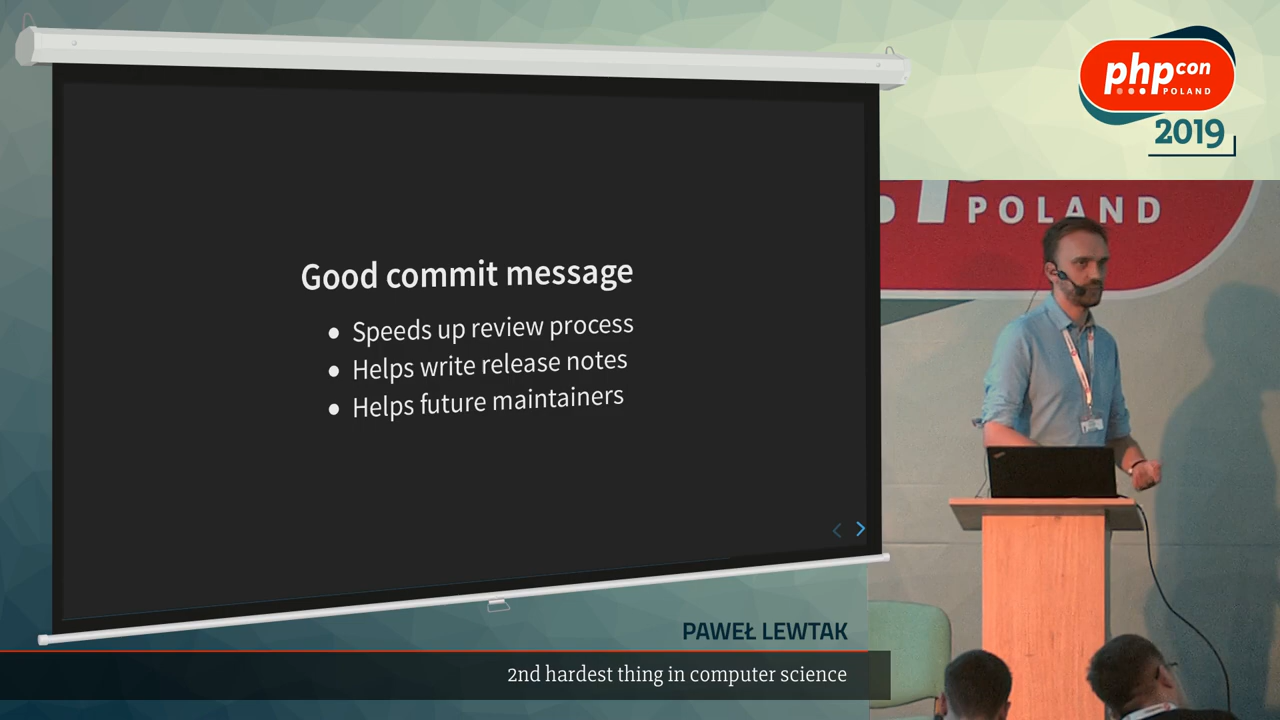 phpcon
POLAND
2019
POLAND
Good commit message
Speeds up review process
Helps write release notes
Helps future maintainers
PAWEŁ LEWTAK
2nd hardest thing in computer science